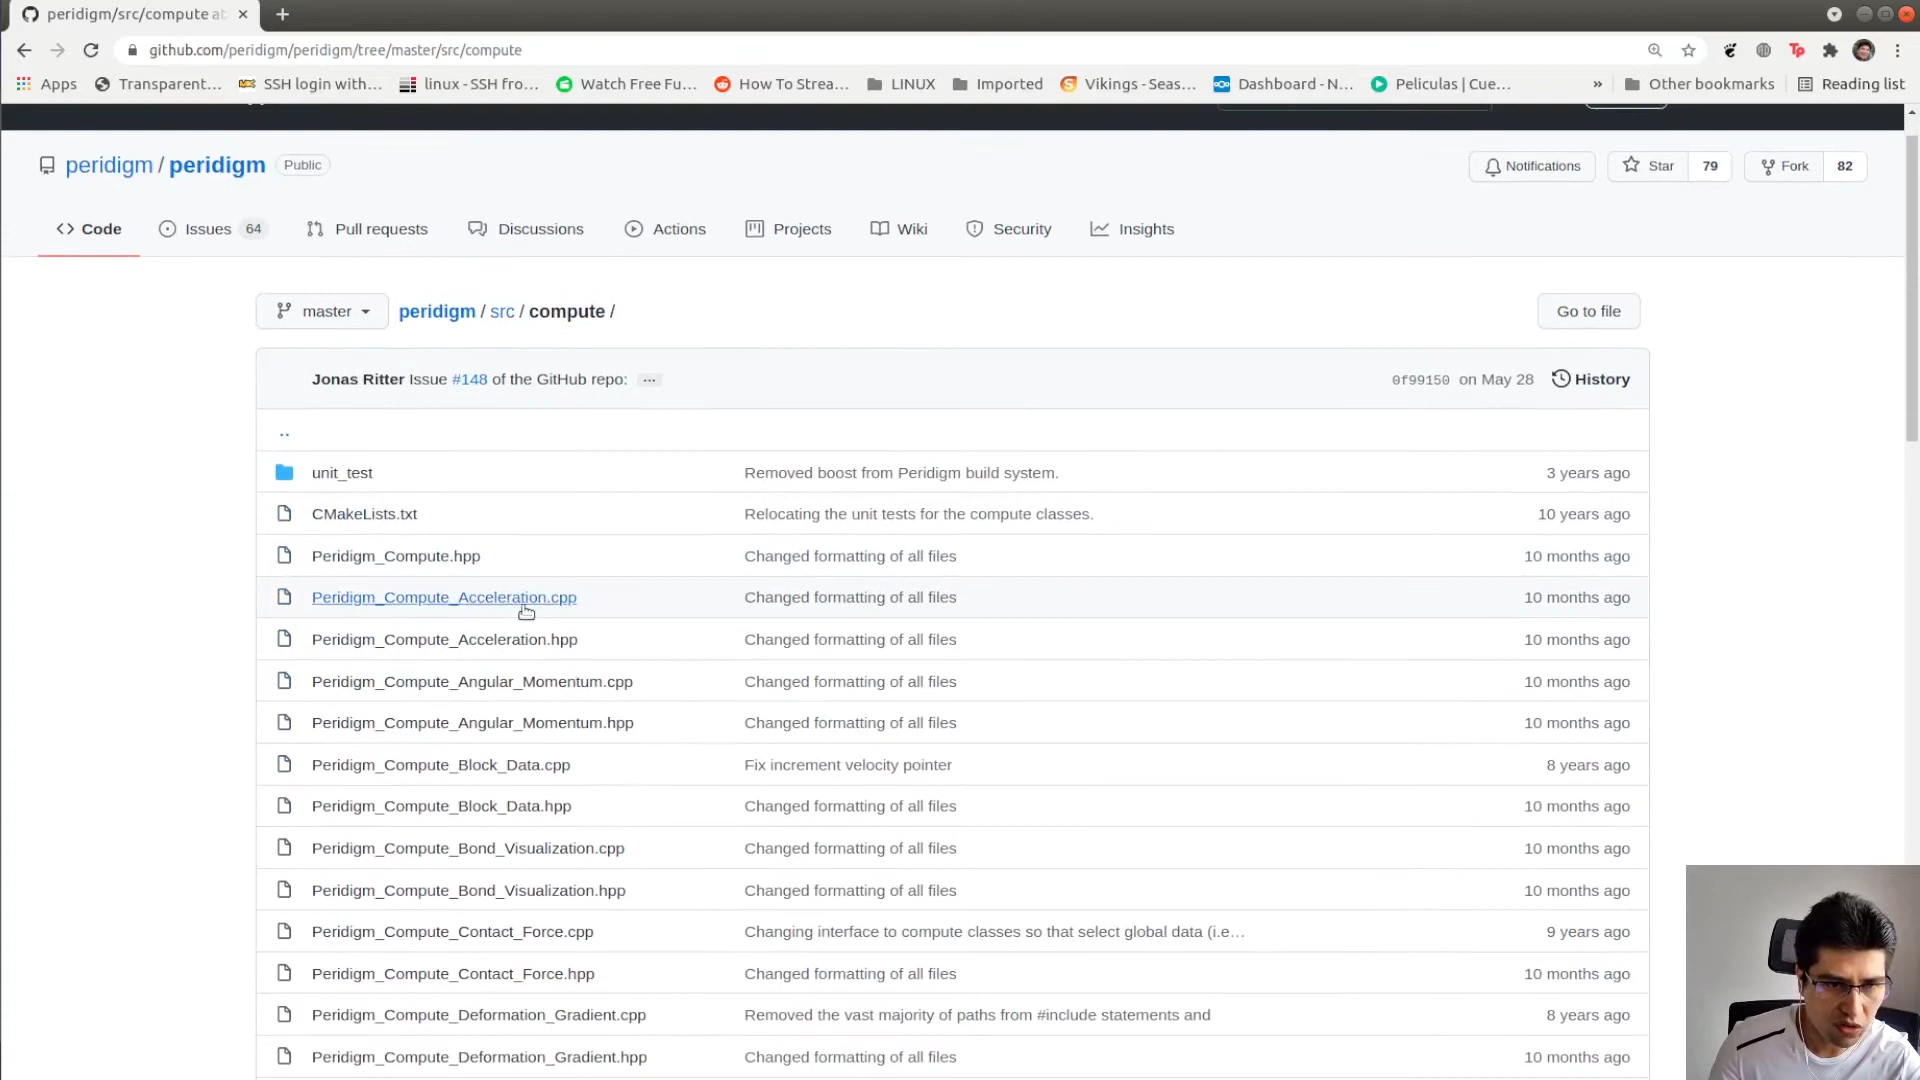 peridigm/src/compute at
github.com/peridigm/peridigm/tree/master/src/compute
Apps Transparent… SSH login with… linux - SSH fro… Watch Free Fu… How To Strea… LINUX Imported Vikings - Seas… Dashboard - N… Peliculas | Cue… » Other bookmarks Reading list
peridigm / peridigm Public Notifications Star 79 Fork 82
Code Issues 64 Pull requests Discussions Actions Projects Wiki Security Insights
master peridigm / src / compute / Go to file
Jonas Ritter Issue #148 of the GitHub repo: … 0f99150 on May 28 History
..
unit_test Removed boost from Peridigm build system. 3 years ago
CMakeLists.txt Relocating the unit tests for the compute classes. 10 years ago
Peridigm_Compute.hpp Changed formatting of all files 10 months ago
Peridigm_Compute_Acceleration.cpp Changed formatting of all files 10 months ago
Peridigm_Compute_Acceleration.hpp Changed formatting of all files 10 months ago
Peridigm_Compute_Angular_Momentum.cpp Changed formatting of all files 10 months ago
Peridigm_Compute_Angular_Momentum.hpp Changed formatting of all files 10 months ago
Peridigm_Compute_Block_Data.cpp Fix increment velocity pointer 8 years ago
Peridigm_Compute_Block_Data.hpp Changed formatting of all files 10 months ago
Peridigm_Compute_Bond_Visualization.cpp Changed formatting of all files 10 months ago
Peridigm_Compute_Bond_Visualization.hpp Changed formatting of all files 10 months ago
Peridigm_Compute_Contact_Force.cpp Changing interface to compute classes so that select global data (i.e… 9 years ago
Peridigm_Compute_Contact_Force.hpp Changed formatting of all files 10 months ago
Peridigm_Compute_Deformation_Gradient.cpp Removed the vast majority of paths from #include statements and 8 years ago
Peridigm_Compute_Deformation_Gradient.hpp Changed formatting of all files 10 months ago